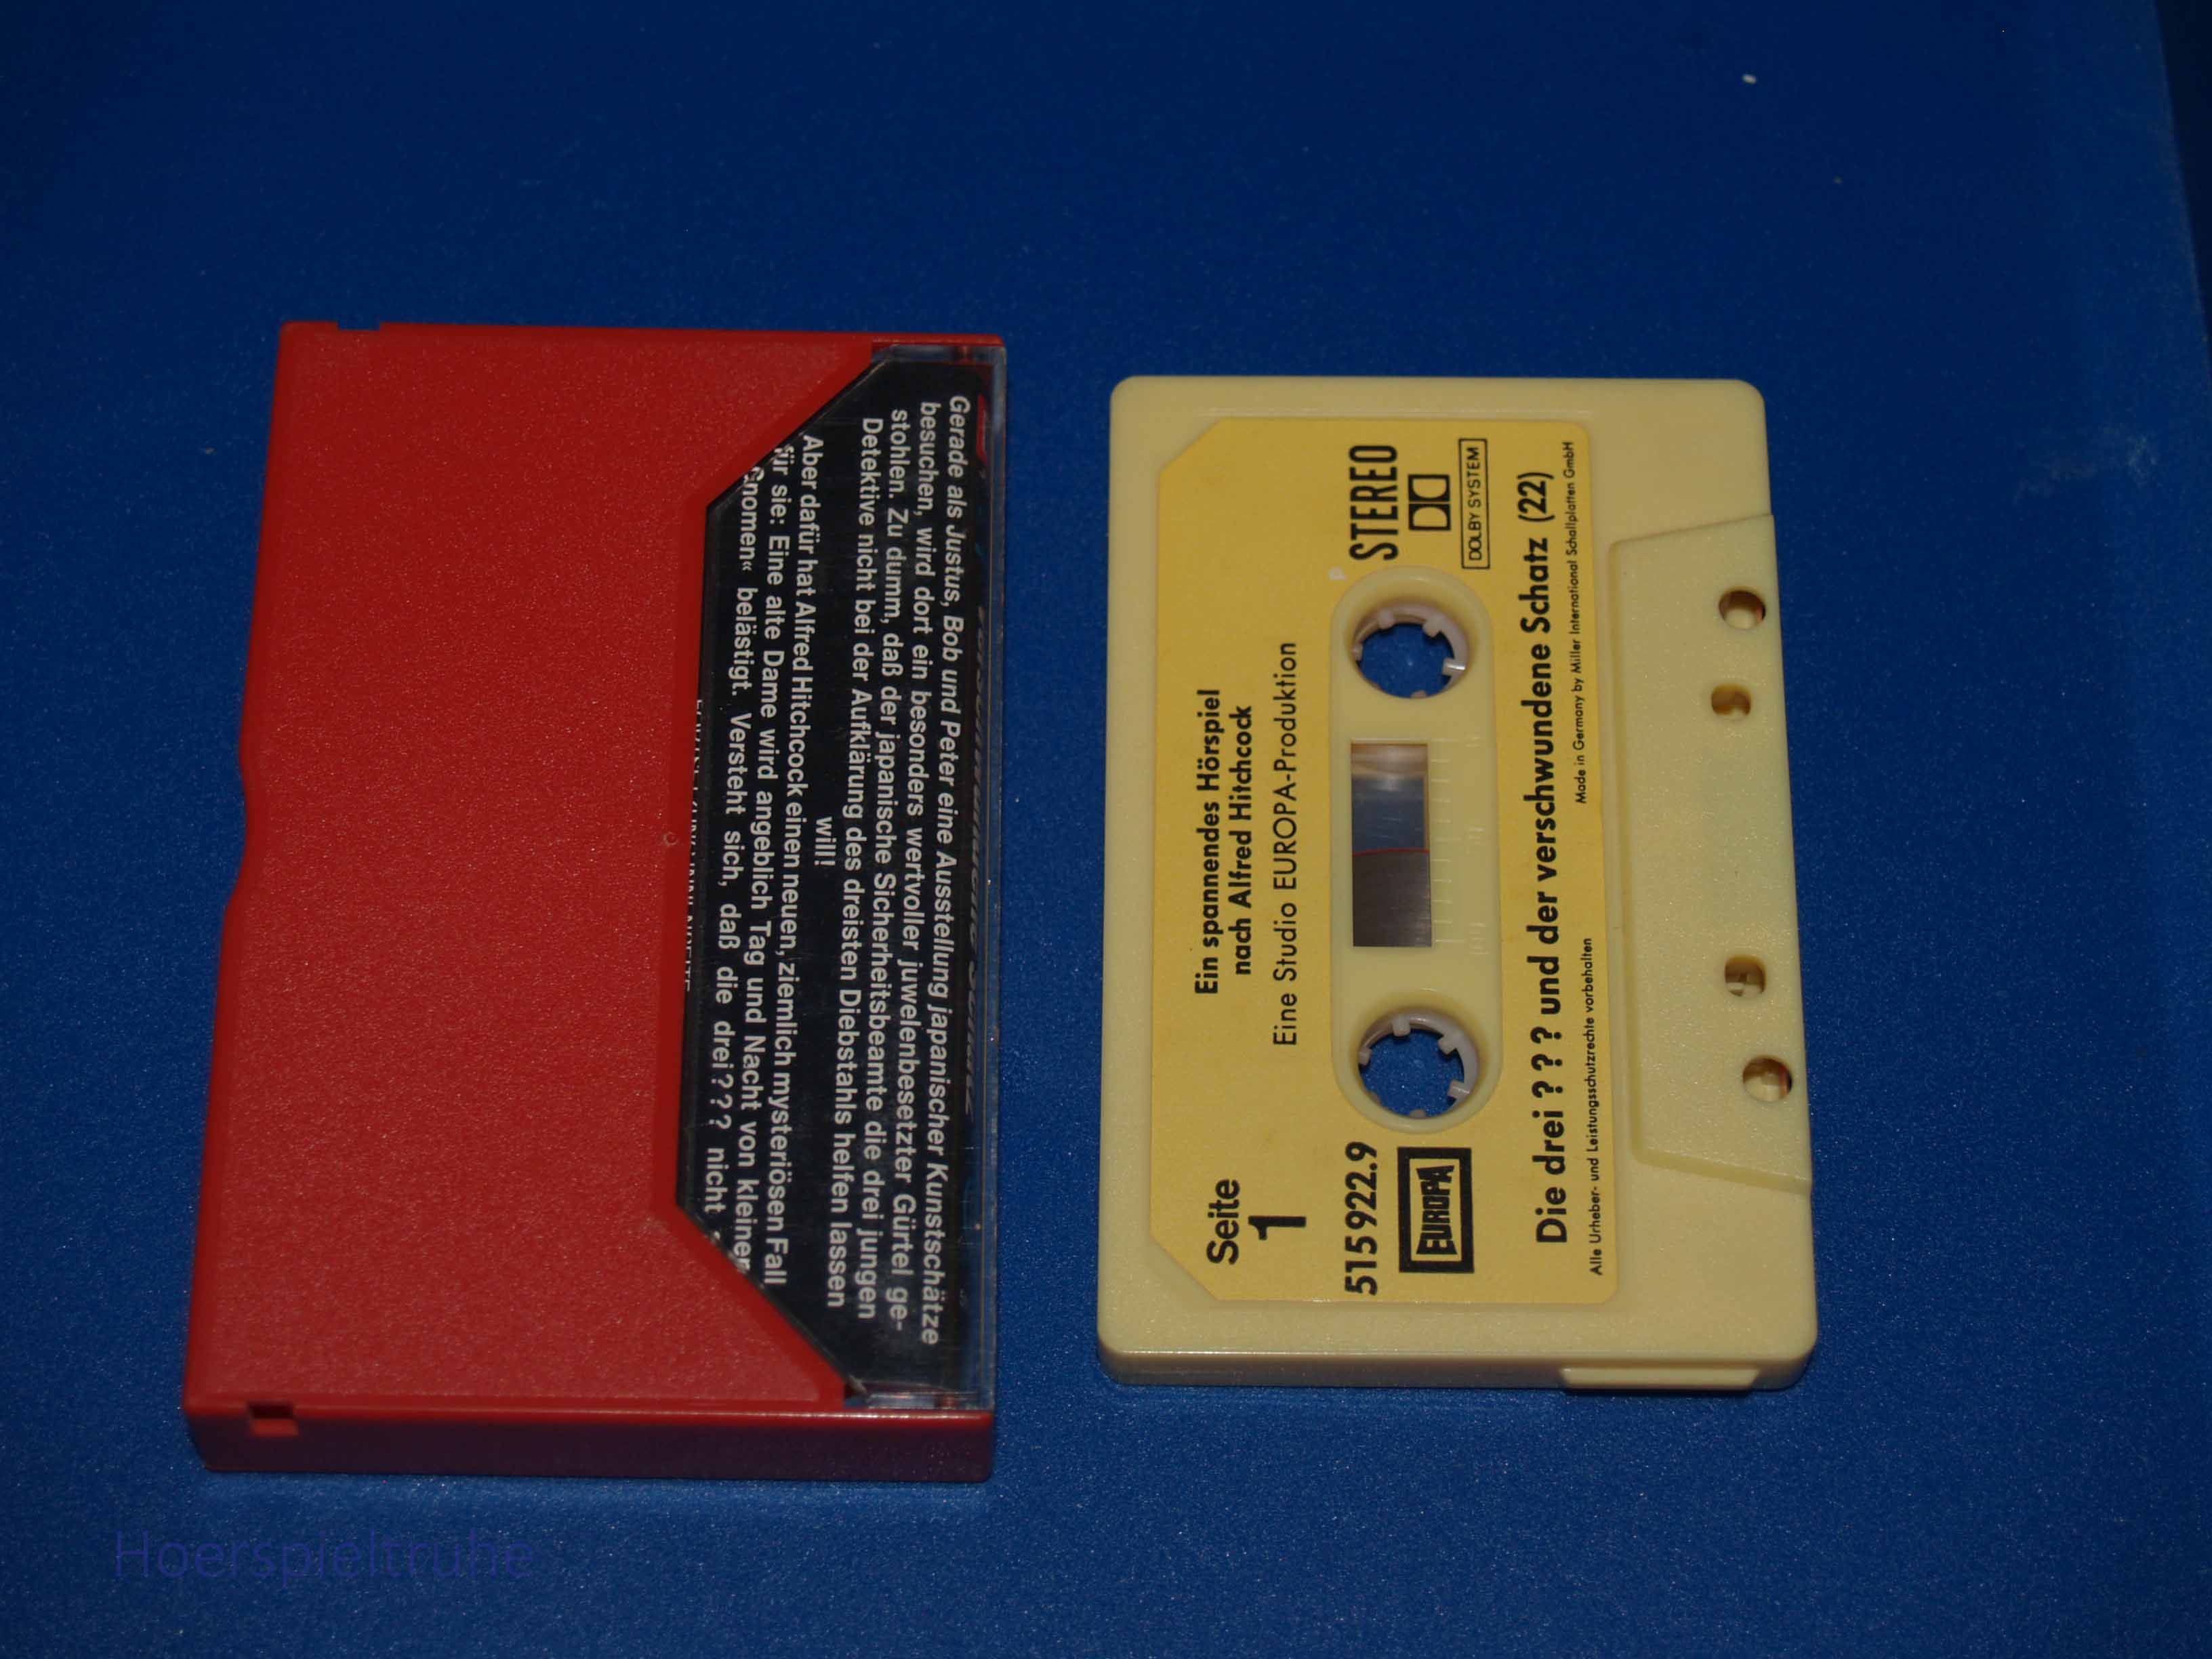 Gerade als Justus, Bob und Peter eine Ausstellung japanischer Kunstschätze
besuchen, wird dort ein besonders wertvoller juwelenbesetzter Gürtel ge-
stohlen. Zu dumm, daß der japanische Sicherheitsbeamte die drei jungen
Detektive nicht bei der Aufklärung des dreisten Diebstahls helfen lassen
will!
Aber dafür hat Alfred Hitchcock einen neuen, ziemlich mysteriösen Fall
für sie: Eine alte Dame wird angeblich Tag und Nacht von kleinen
Gnomen« belästigt. Versteht sich, daß die drei ? ? ? nicht
Ein spannendes Hörspiel
nach Alfred Hitchcock
Eine Studio EUROPA-Produktion
Seite
1
STEREO
DOLBY SYSTEM
515 922.9
EUROPA
Die drei ? ? ? und der verschwundene Schatz (22)
Alle Urheber- und Leistungsschutzrechte vorbehalten
Made in Germany by Miller International Schallplatten GmbH
Hoerspieltruhe